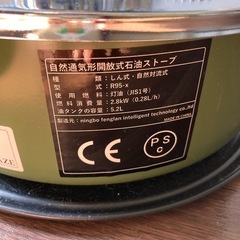 自然通気形開放式石油ストーブ
種類：しん式・自然対流式
型式：R95-x
使用燃料：灯油（JIS1号）
燃料消費量：2.8kW（0.28L/h）
油タンクの容量：5.2L
製造元：ningbo fenglan intelligent technology co.,ltd
MADE IN CHINA
CE
PS
C
AZE